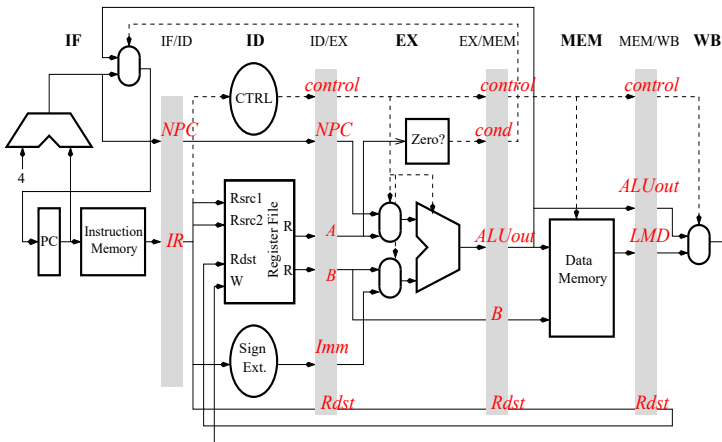 IF IF/ID ID ID/EX EX EX/MEM MEM MEM/WB WB
control control control
CTRL
NPC NPC Zero? cond
4
Rsrc1
ALUout
Rsrc2
PC Instruction Memory IR Register File R A ALUout LMD
Rdst R B Data Memory
W
B
Sign Ext. Imm
Rdst Rdst Rdst